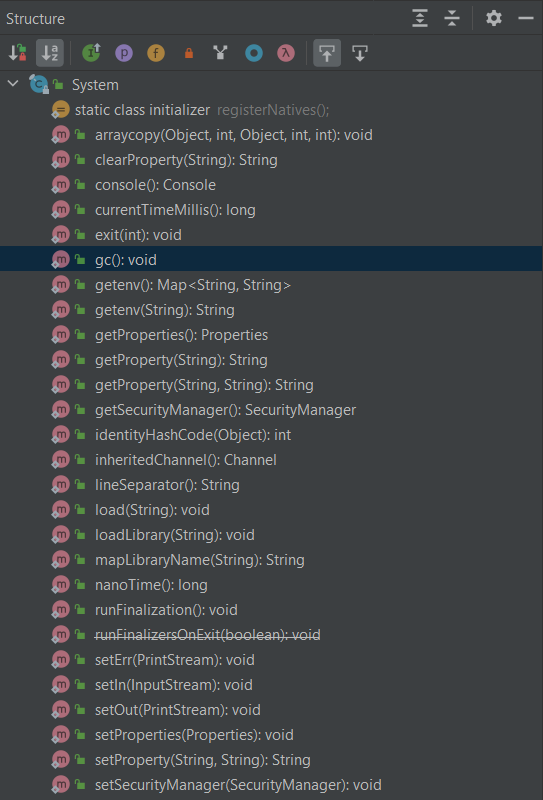 Structure
System
static class initializer registerNatives();
arraycopy(Object, int, Object, int, int): void
clearProperty(String): String
console(): Console
currentTimeMillis(): long
exit(int): void
gc(): void
getenv(): Map<String, String>
getenv(String): String
getProperties(): Properties
getProperty(String): String
getProperty(String, String): String
getSecurityManager(): SecurityManager
identityHashCode(Object): int
inheritedChannel(): Channel
lineSeparator(): String
load(String): void
loadLibrary(String): void
mapLibraryName(String): String
nanoTime(): long
runFinalization(): void
runFinalizersOnExit(boolean): void
setErr(PrintStream): void
setIn(InputStream): void
setOut(PrintStream): void
setProperties(Properties): void
setProperty(String, String): String
setSecurityManager(SecurityManager): void